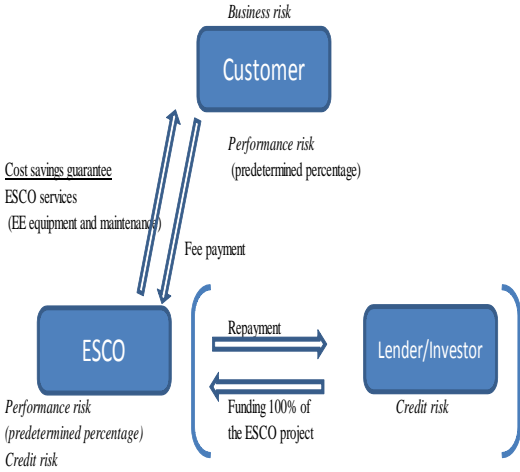 Business risk
Customer
Performance risk
(predetermined percentage)
Cost savings guarantee
ESCO services
(EE equipment and maintenance)
Fee payment
ESCO
Repayment
Lender/Investor
Funding 100% of
the ESCO project
Performance risk
(predetermined percentage)
Credit risk
Credit risk